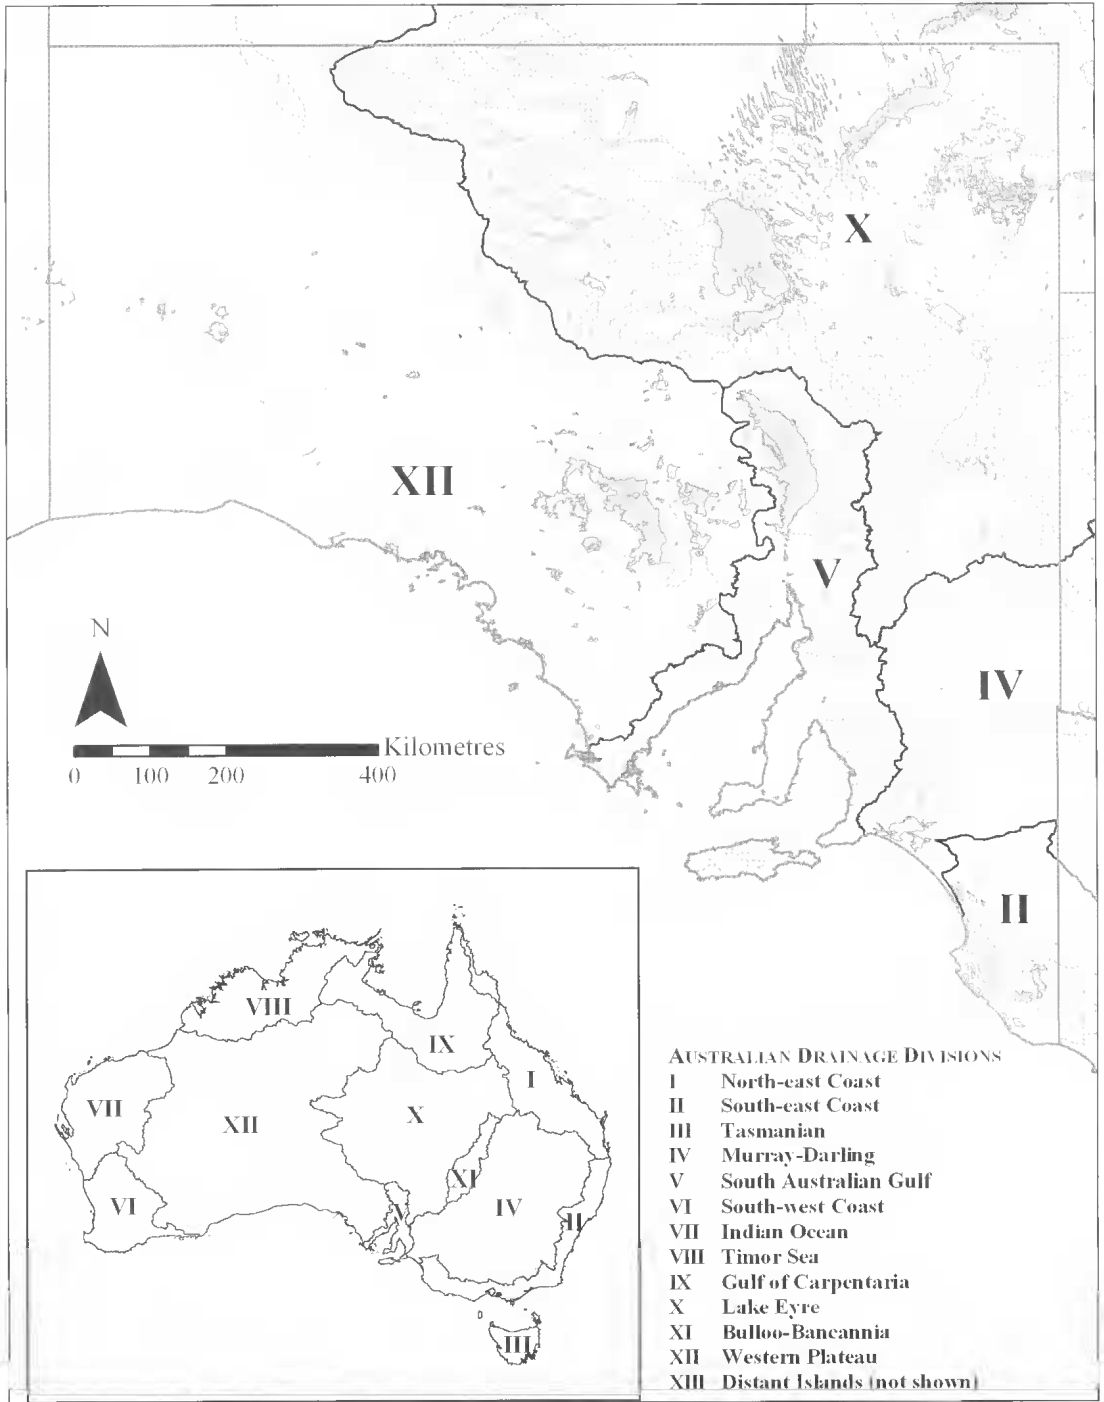 X
XII
V
N
IV
Kilometres
0 100 200 400
II
VIII
IX
I
VII
XII
X
XI
VI
V
IV
II
III
AUSTRALIAN DRAINAGE DIVISIONS
I North-east Coast
II South-east Coast
III Tasmanian
IV Murray-Darling
V South Australian Gulf
VI South-west Coast
VII Indian Ocean
VIII Timor Sea
IX Gulf of Carpentaria
X Lake Eyre
XI Bulloo-Bancannia
XII Western Plateau
XIII Distant Islands (not shown)